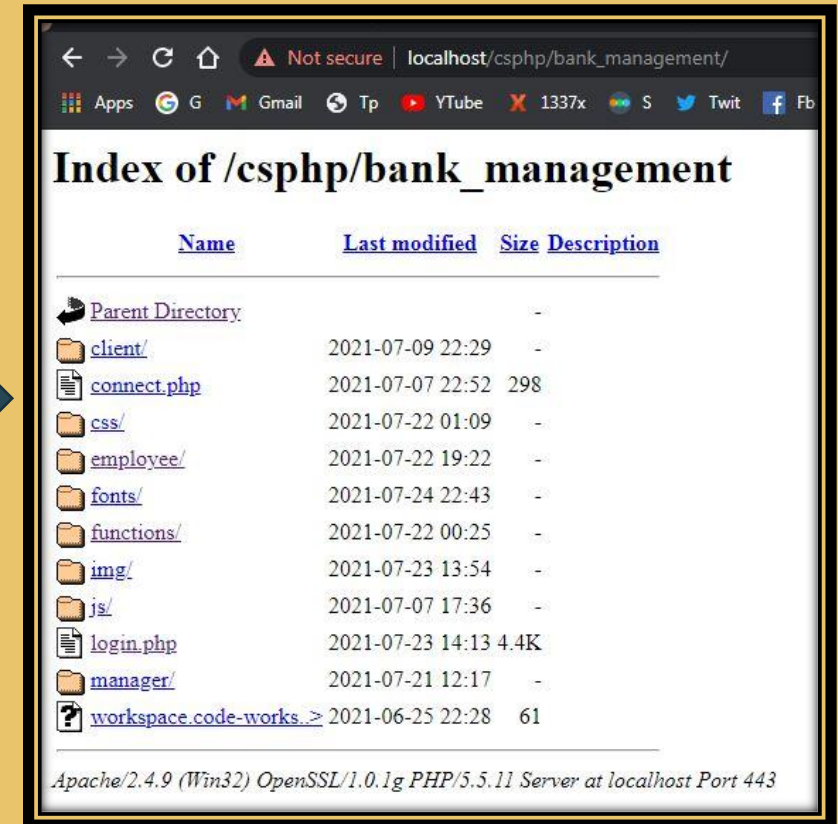 Not secure | localhost/csphp/bank_management/
Apps G Gmail Tp YTube 1337x S Twit Fb
Index of /csphp/bank_management
Name Last modified Size Description
Parent Directory -
client/ 2021-07-09 22:29 -
connect.php 2021-07-07 22:52 298
css/ 2021-07-22 01:09 -
employee/ 2021-07-22 19:22 -
fonts/ 2021-07-24 22:43 -
functions/ 2021-07-22 00:25 -
img/ 2021-07-23 13:54 -
js/ 2021-07-07 17:36 -
login.php 2021-07-23 14:13 4.4K
manager/ 2021-07-21 12:17 -
workspace.code-works..> 2021-06-25 22:28 61
Apache/2.4.9 (Win32) OpenSSL/1.0.1g PHP/5.5.11 Server at localhost Port 443